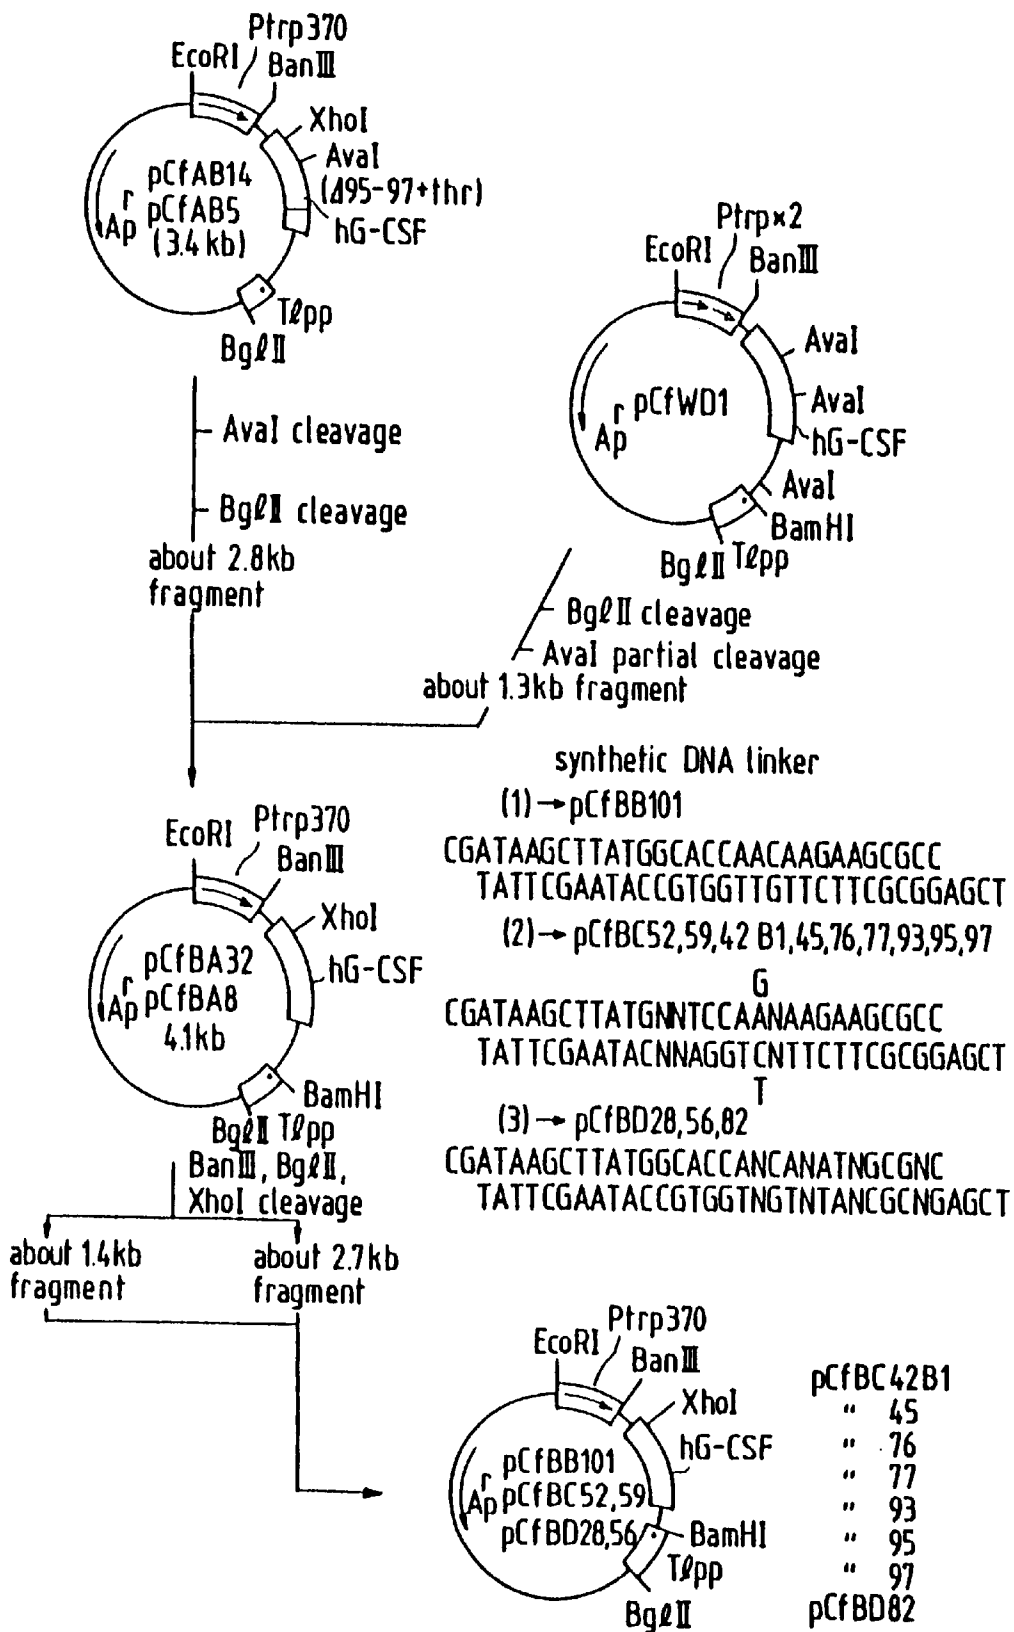 Ptrp370
EcoRI
BanIII
XhoI
AvaI
(Δ95-97+thr)
hG-CSF
pCfAB14
pCfAB5
(3.4 kb)
Apr
Tℓpp
BgℓII
AvaI cleavage
BgℓII cleavage
about 2.8kb
fragment
Ptrp×2
EcoRI
BanIII
AvaI
AvaI
hG-CSF
pCfWD1
Apr
AvaI
BamHI
BgℓII Tℓpp
BgℓII cleavage
AvaI partial cleavage
about 1.3kb fragment
synthetic DNA linker
(1)→pCfBB101
CGATAAGCTTATGGCACCAACAAGAAGCGCC
TATTCGAATACCGTGGTTGTTCTTCGCGGAGCT
(2)→pCfBC52,59,42 B1,45,76,77,93,95,97
G
CGATAAGCTTATGNNTCCAANAAGAAGCGCC
TATTCGAATACNNAGGTCNTTCTTCGCGGAGCT
T
(3)→pCfBD28,56,82
CGATAAGCTTATGGCACCANCANATNGCGNC
TATTCGAATACCGTGGTNGTNTANCGCNGAGCT
Ptrp370
EcoRI
BanIII
XhoI
hG-CSF
pCfBA32
pCfBA8
4.1kb
Apr
BamHI
BgℓII Tℓpp
BanIII, BgℓII,
XhoI cleavage
about 1.4kb
fragment
about 2.7kb
fragment
Ptrp370
EcoRI
BanIII
XhoI
hG-CSF
pCfBB101
pCfBC52,59
pCfBD28,56
Apr
BamHI
Tℓpp
BgℓII
pCfBC42B1
" 45
" 76
" 77
" 93
" 95
" 97
pCfBD82